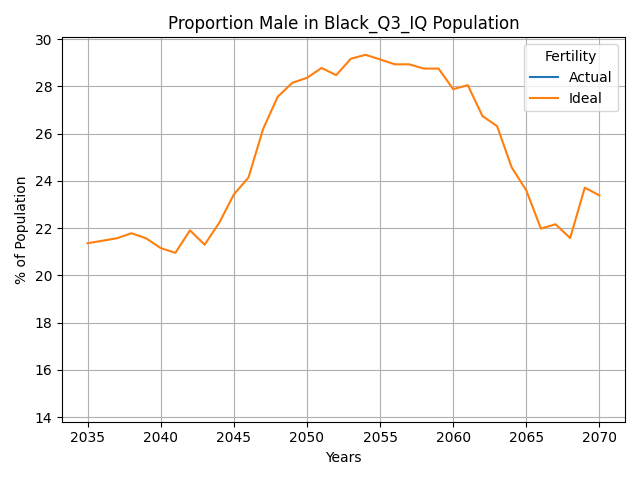 Proportion Male in Black_Q3_IQ Population
% of Population
30
28
26
24
22
20
18
16
14
Fertility
Actual
Ideal
2035 2040 2045 2050 2055 2060 2065 2070
Years